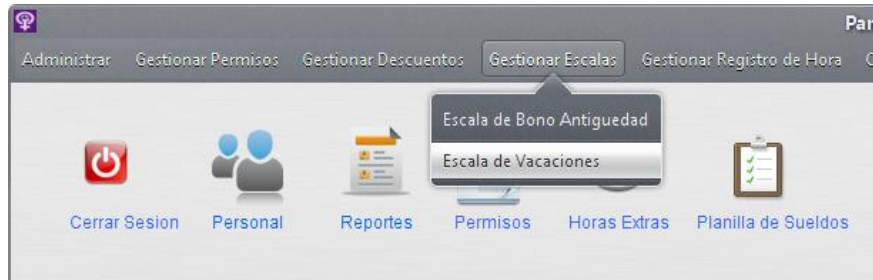 Administrar Gestionar Permisos Gestionar Descuentos Gestionar Escalas Gestionar Registro de Hora
Escala de Bono Antiguedad
Escala de Vacaciones
Cerrar Sesion Personal Reportes Permisos Horas Extras Planilla de Sueldos